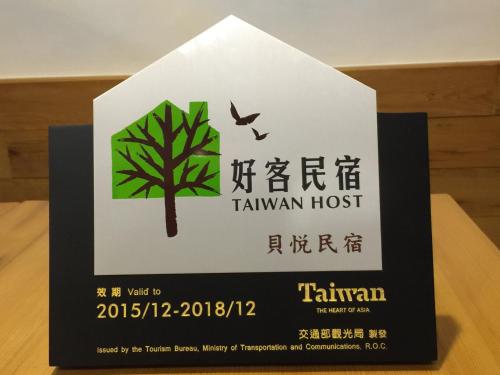 好客民宿
TAIWAN HOST
貝悦民宿
效期 Valid to
2015/12-2018/12
Taiwan
THE HEART OF ASIA
交通部觀光局 製發
Issued by the Tourism Bureau, Ministry of Transportation and Communications, R.O.C.